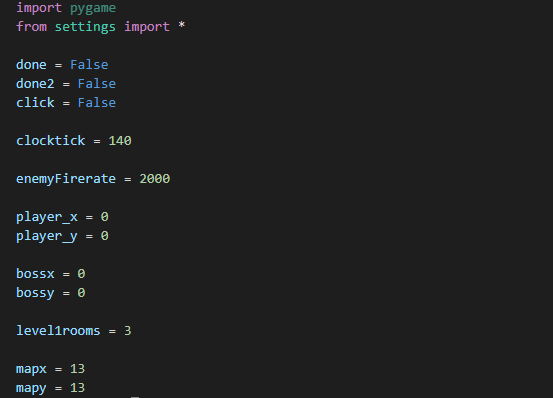 import pygame
from settings import *
done = False
done2 = False
click = False
clocktick = 140
enemyFirerate = 2000
player_x = 0
player_y = 0
bossx = 0
bossy = 0
level1rooms = 3
mapx = 13
mapy = 13